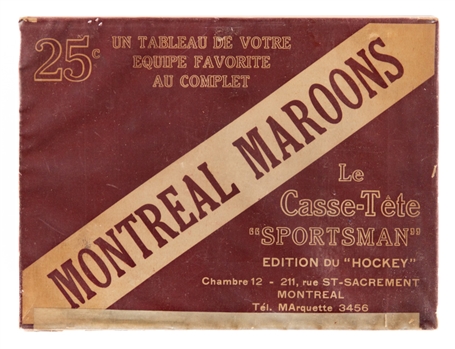 25c
UN TABLEAU DE VOTRE
EQUIPE FAVORITE
AU COMPLET
MONTREAL MAROONS
Le
Casse-Tête
"SPORTSMAN"
EDITION DU "HOCKEY"
Chambre 12 - 211, rue ST-SACREMENT
MONTREAL
Tél. MArquette 3456